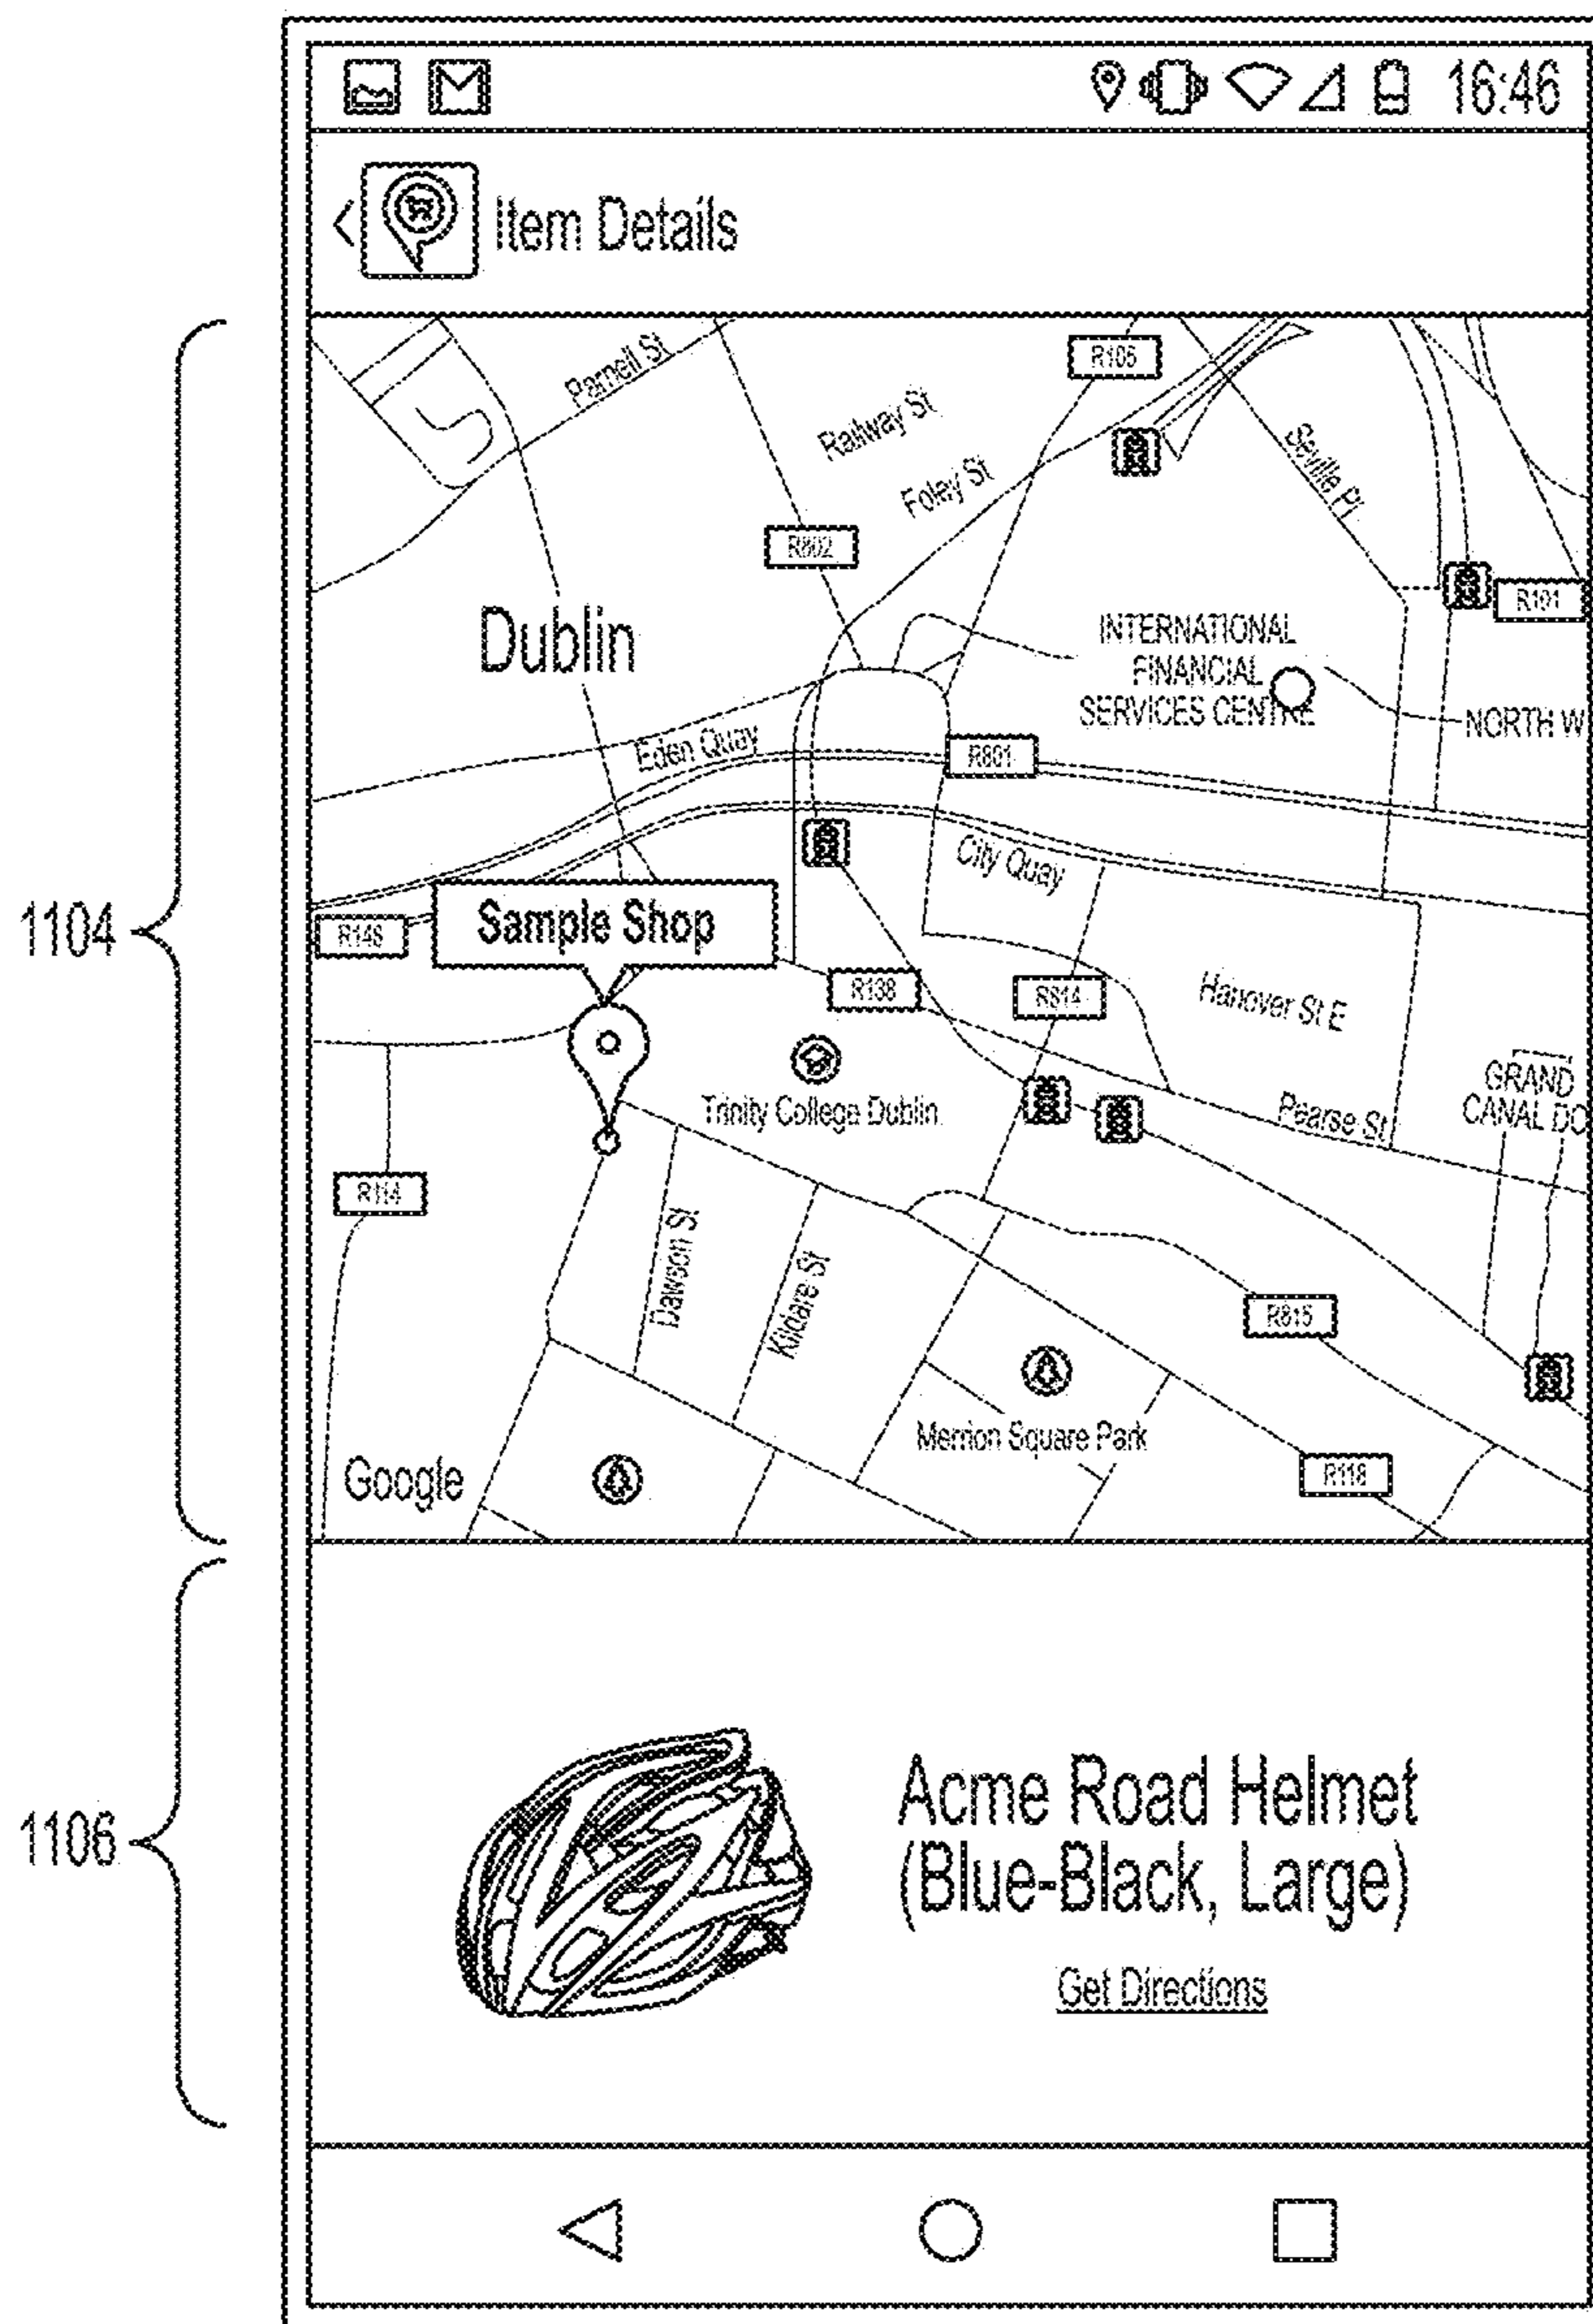 16:46
Item Details
Parnell St
R105
Railway St
Seville Pl
Foley St
R802
R101
Dublin
INTERNATIONAL
FINANCIAL
SERVICES CENTRE
NORTH W
Eden Quay
R801
City Quay
1104
Sample Shop
R148
R138
R814
Hanover St E
Trinity College Dublin
GRAND
CANAL DO
Pearse St
R114
Dawson St
Kildare St
R815
Merrion Square Park
Google
R118
1106
Acme Road Helmet
(Blue-Black, Large)
Get Directions